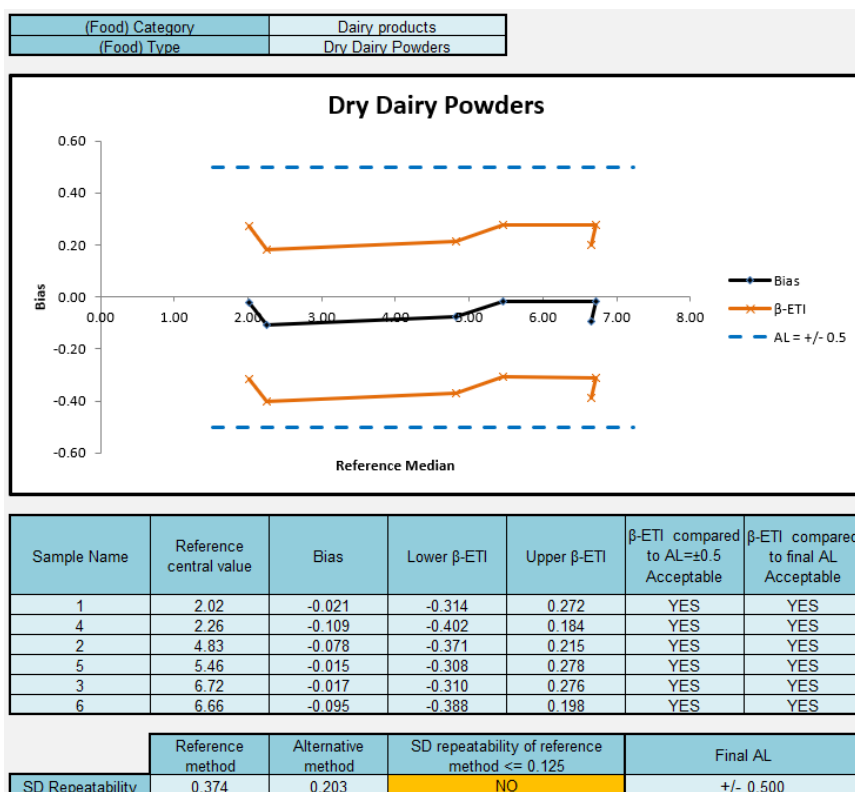 (Food) Category Dairy products
(Food) Type Dry Dairy Powders
Dry Dairy Powders
0.60
0.40
0.20
0.00
-0.20
-0.40
-0.60
0.00 1.00 2.00 3.00 4.00 5.00 6.00 7.00 8.00
Bias
Reference Median
Bias
β-ETI
AL = +/- 0.5
Sample Name Reference central value Bias Lower β-ETI Upper β-ETI β-ETI compared to AL=±0.5 Acceptable β-ETI compared to final AL Acceptable
1 2.02 -0.021 -0.314 0.272 YES YES
4 2.26 -0.109 -0.402 0.184 YES YES
2 4.83 -0.078 -0.371 0.215 YES YES
5 5.46 -0.015 -0.308 0.278 YES YES
3 6.72 -0.017 -0.310 0.276 YES YES
6 6.66 -0.095 -0.388 0.198 YES YES
Reference method Alternative method SD repeatability of reference method <= 0.125 Final AL
SD Repeatability 0.374 0.203 NO +/- 0.500